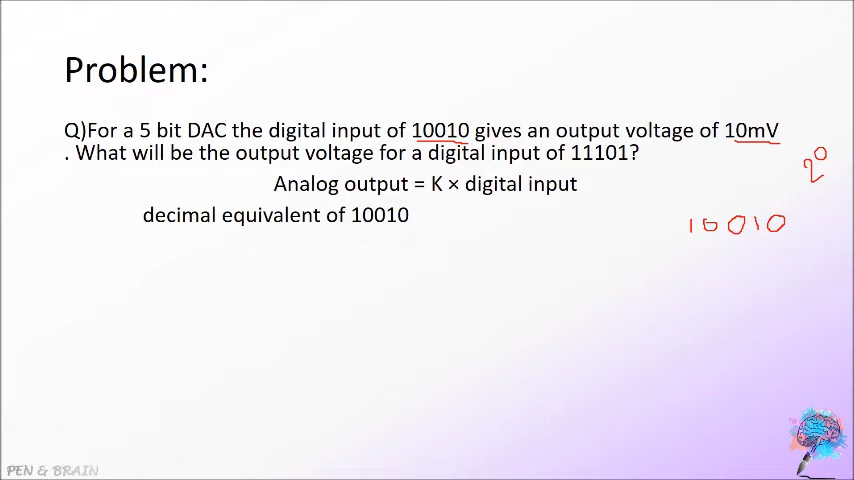 Problem:
Q)For a 5 bit DAC the digital input of 10010 gives an output voltage of 10mV
. What will be the output voltage for a digital input of 11101?
Analog output = K × digital input
2⁰
decimal equivalent of 10010
10010
PEN & BRAIN